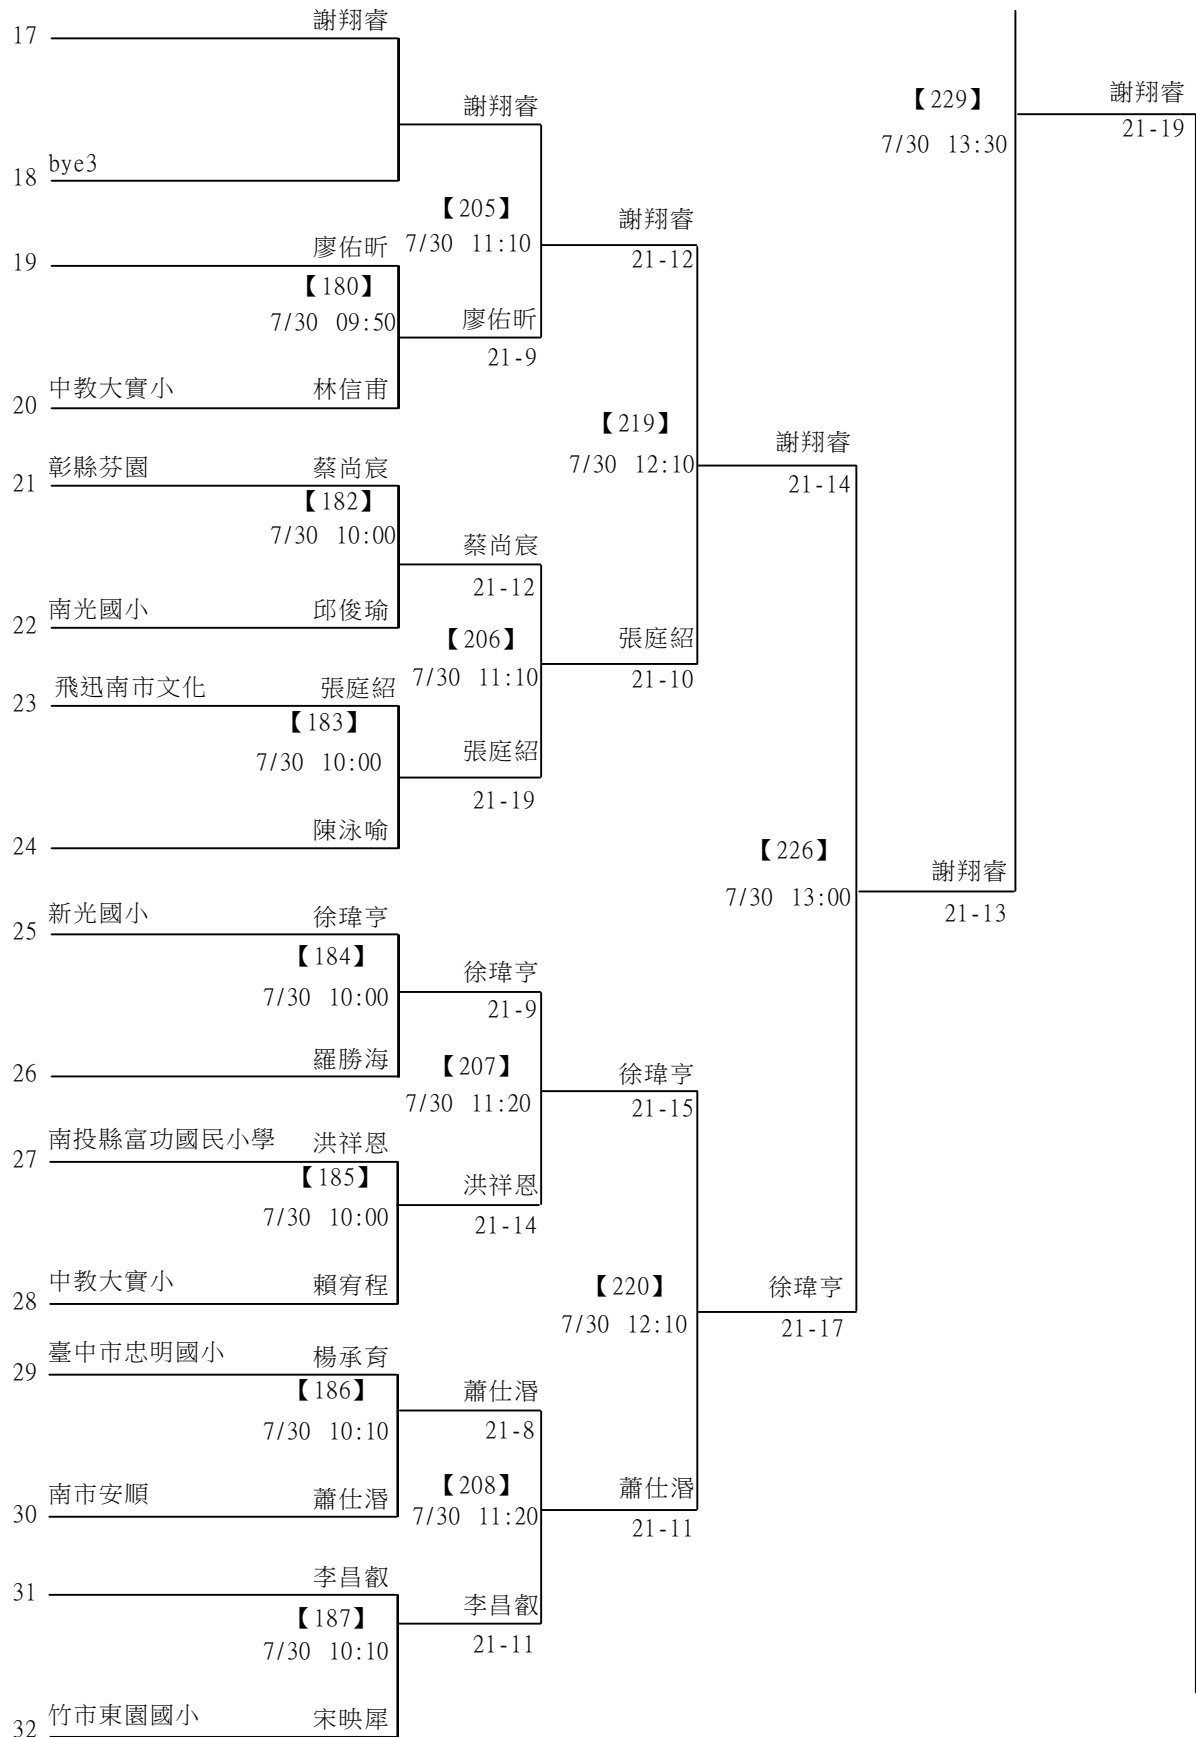 謝翔睿
17
【229】
謝翔睿
謝翔睿
21-19
7/30 13:30
bye3
18
【205】
謝翔睿
廖佑昕
7/30 11:10
19
21-12
【180】
廖佑昕
7/30 09:50
21-9
中教大實小 林信甫
20
【219】
謝翔睿
彰縣芬園 蔡尚宸
7/30 12:10
21
21-14
【182】
7/30 10:00
蔡尚宸
21-12
南光國小 邱俊瑜
22
【206】
張庭紹
7/30 11:10
21-10
飛迅南市文化 張庭紹
23
【183】
張庭紹
7/30 10:00
21-19
陳泳喻
24
【226】
謝翔睿
7/30 13:00
新光國小 徐瑋亨
21-13
25
【184】
徐瑋亨
7/30 10:00
21-9
羅勝海
【207】
26
徐瑋亨
7/30 11:20
21-15
南投縣富功國民小學 洪祥恩
27
【185】
洪祥恩
7/30 10:00
21-14
中教大實小 賴宥程
【220】
徐瑋亨
28
7/30 12:10
21-17
臺中市忠明國小 楊承育
29
【186】
蕭仕湣
7/30 10:10
21-8
【208】
南市安順 蕭仕湣
蕭仕湣
30
7/30 11:20
21-11
李昌叡
31
【187】
李昌叡
7/30 10:10
21-11
竹市東園國小 宋映犀
32